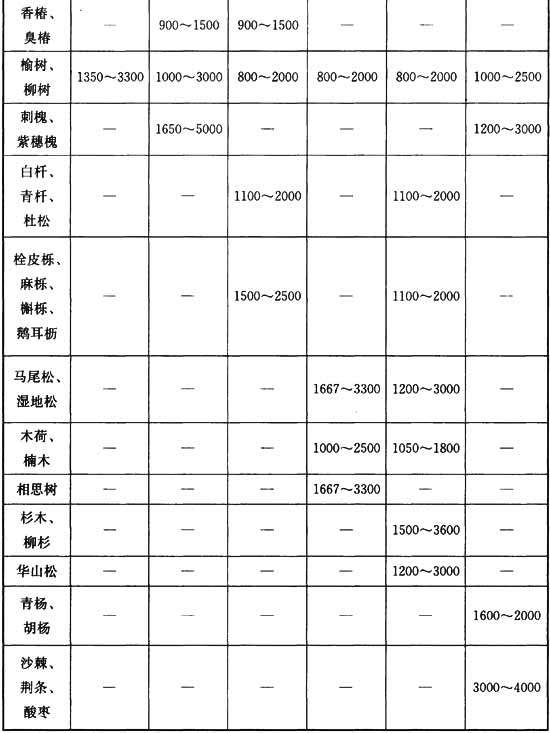 香椿、
臭椿
— 900～1500 900～1500 — — —
榆树、
柳树
1350～3300 1000～3000 800～2000 800～2000 800～2000 1000～2500
刺槐、
紫穗槐
— 1650～5000 — — — 1200～3000
白杄、
青杄、
杜松
— — 1100～2000 — 1100～2000 —
栓皮栎、
麻栎、
槲栎、
鹅耳枥
— — 1500～2500 — 1100～2000 —
马尾松、
湿地松
— — — 1667～3300 1200～3000 —
木荷、
楠木
— — — 1000～2500 1050～1800 —
相思树 — — — 1667～3300 — —
杉木、
柳杉
— — — — 1500～3600 —
华山松 — — — — 1200～3000 —
青杨、
胡杨
— — — — — 1600～2000
沙棘、
荆条、
酸枣
— — — — — 3000～4000